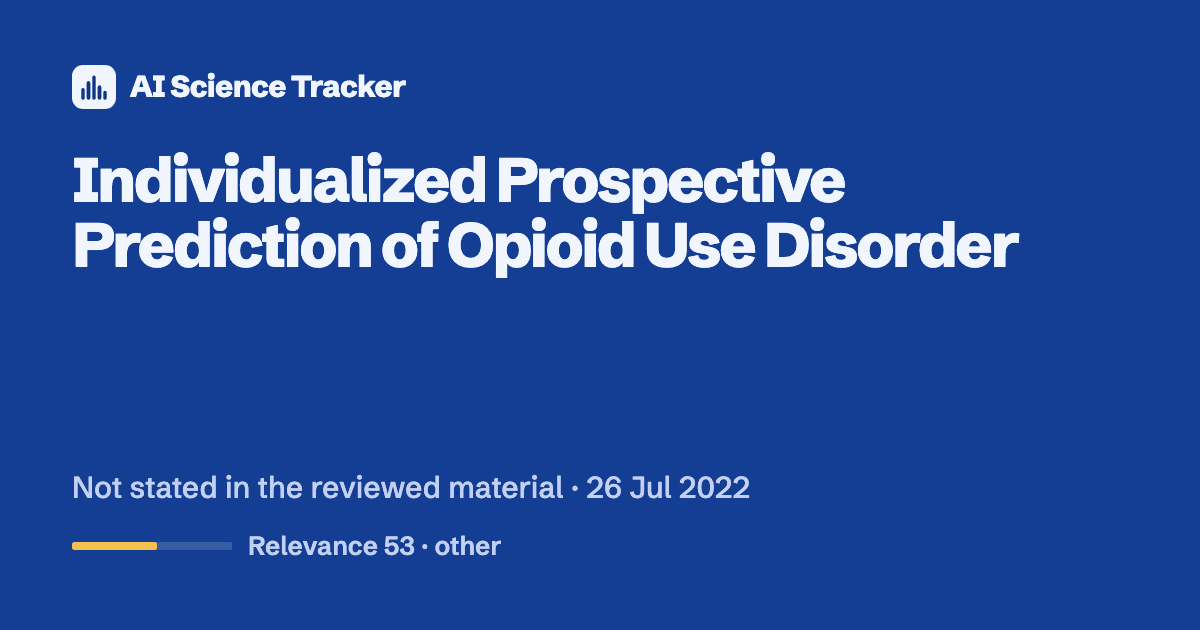 AI Science Tracker
Individualized Prospective
Prediction of Opioid Use Disorder
Not stated in the reviewed material · 26 Jul 2022
Relevance 53 · other